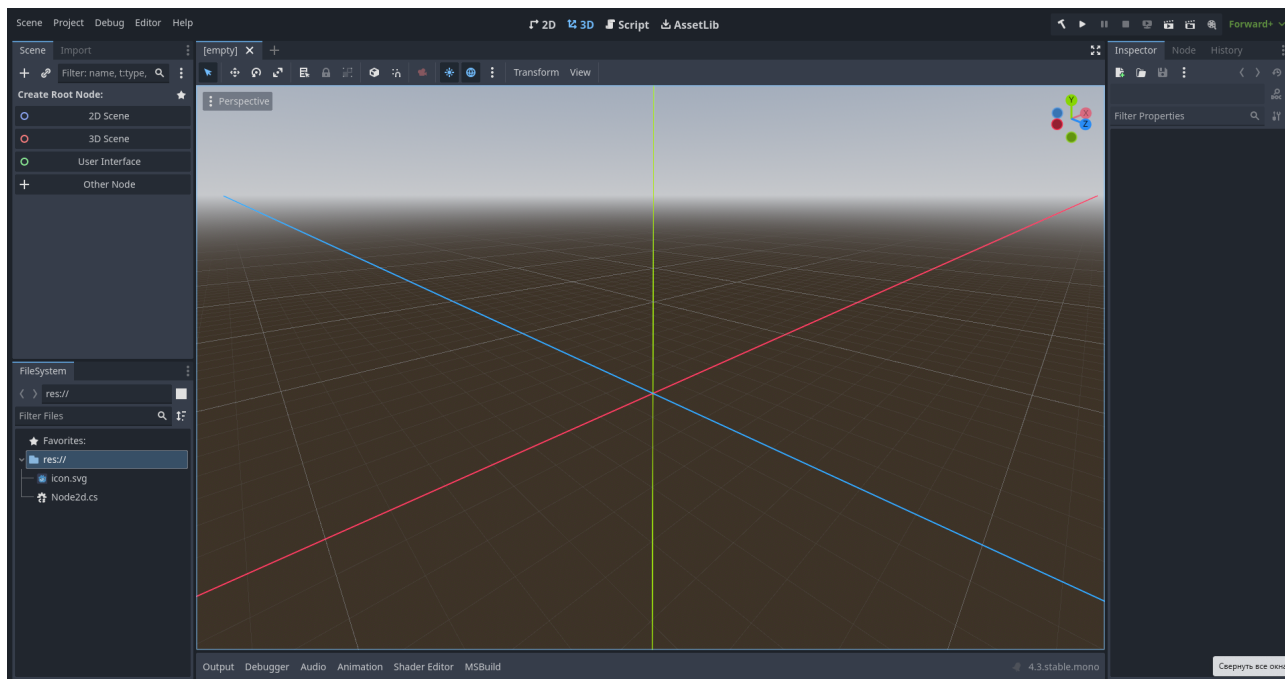 Scene Project Debug Editor Help
2D 3D Script AssetLib
Forward+
Scene Import
[empty]
Inspector Node History
Filter: name, t:type,
Transform View
Create Root Node:
Perspective
Y
X
Z
DOC
2D Scene
Filter Properties
3D Scene
User Interface
Other Node
FileSystem
res://
Filter Files
Favorites:
res://
icon.svg
Node2d.cs
Output Debugger Audio Animation Shader Editor MSBuild
4.3.stable.mono
Свернуть все окна